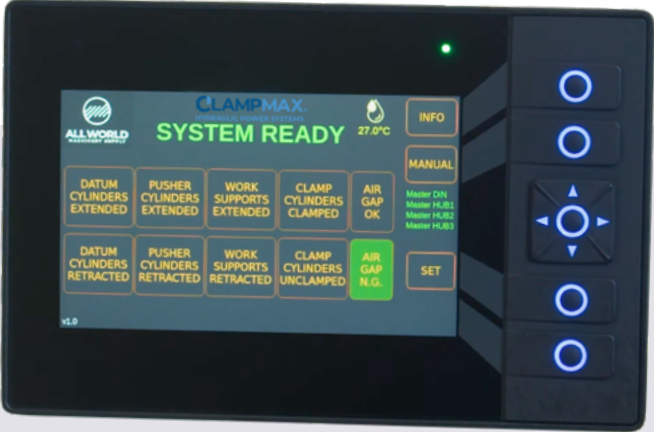 CLAMPMAX
HYDRAULIC POWER SYSTEMS
ALL WORLD
MACHINERY SUPPLY
SYSTEM READY
27.0°C
INFO
MANUAL
DATUM
CYLINDERS
EXTENDED
PUSHER
CYLINDERS
EXTENDED
WORK
SUPPORTS
EXTENDED
CLAMP
CYLINDERS
CLAMPED
AIR
GAP
OK
Master DIN
Master HUB1
Master HUB2
Master HUB3
DATUM
CYLINDERS
RETRACTED
PUSHER
CYLINDERS
RETRACTED
WORK
SUPPORTS
RETRACTED
CLAMP
CYLINDERS
UNCLAMPED
AIR
GAP
N.G.
SET
v1.0